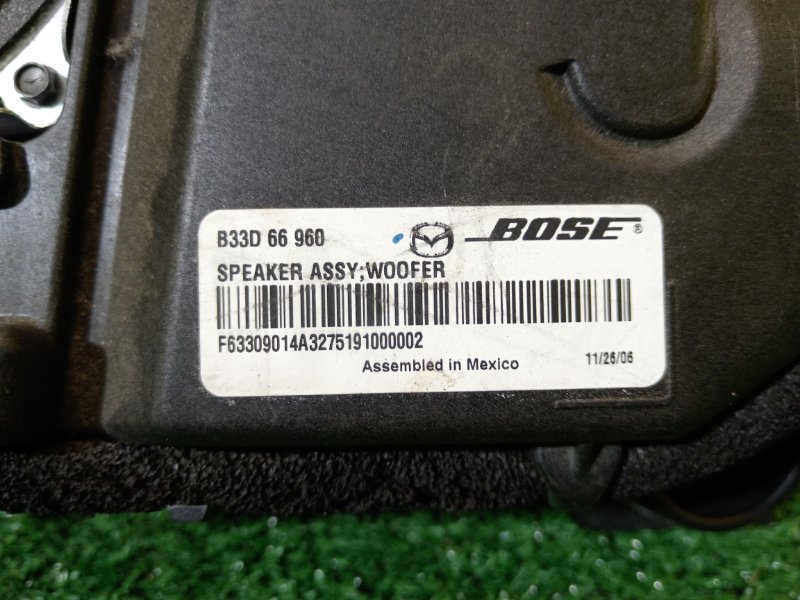 B33D 66 960 BOSE®
SPEAKER ASSY;WOOFER
F63309014A3275191000002
Assembled in Mexico 11/26/06